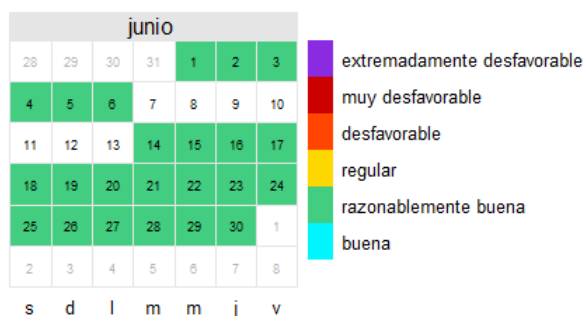 junio
28 29 30 31 1 2 3
4 5 6 7 8 9 10
11 12 13 14 15 16 17
18 19 20 21 22 23 24
25 26 27 28 29 30 1
2 3 4 5 6 7 8
s d l m m j v
extremadamente desfavorable
muy desfavorable
desfavorable
regular
razonablemente buena
buena